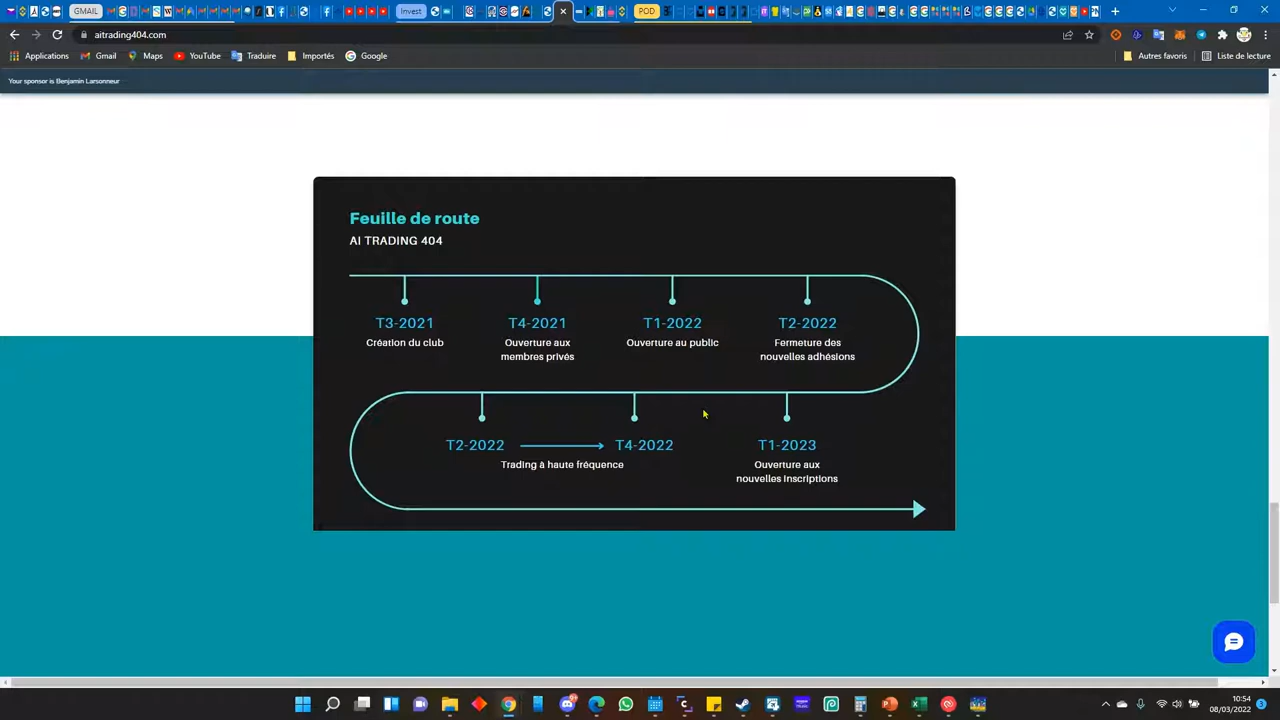 GMAIL
Invest
POD
aitrading404.com
Applications
Gmail
Maps
YouTube
Traduire
Importés
Google
Autres favoris
Liste de lecture
Your sponsor is Benjamin Larsonneur
Feuille de route
AI TRADING 404
T3-2021
T4-2021
T1-2022
T2-2022
Création du club
Ouverture aux
membres privés
Ouverture au public
Fermeture des
nouvelles adhésions
T2-2022
T4-2022
T1-2023
Trading à haute fréquence
Ouverture aux
nouvelles inscriptions
10:54
08/03/2022